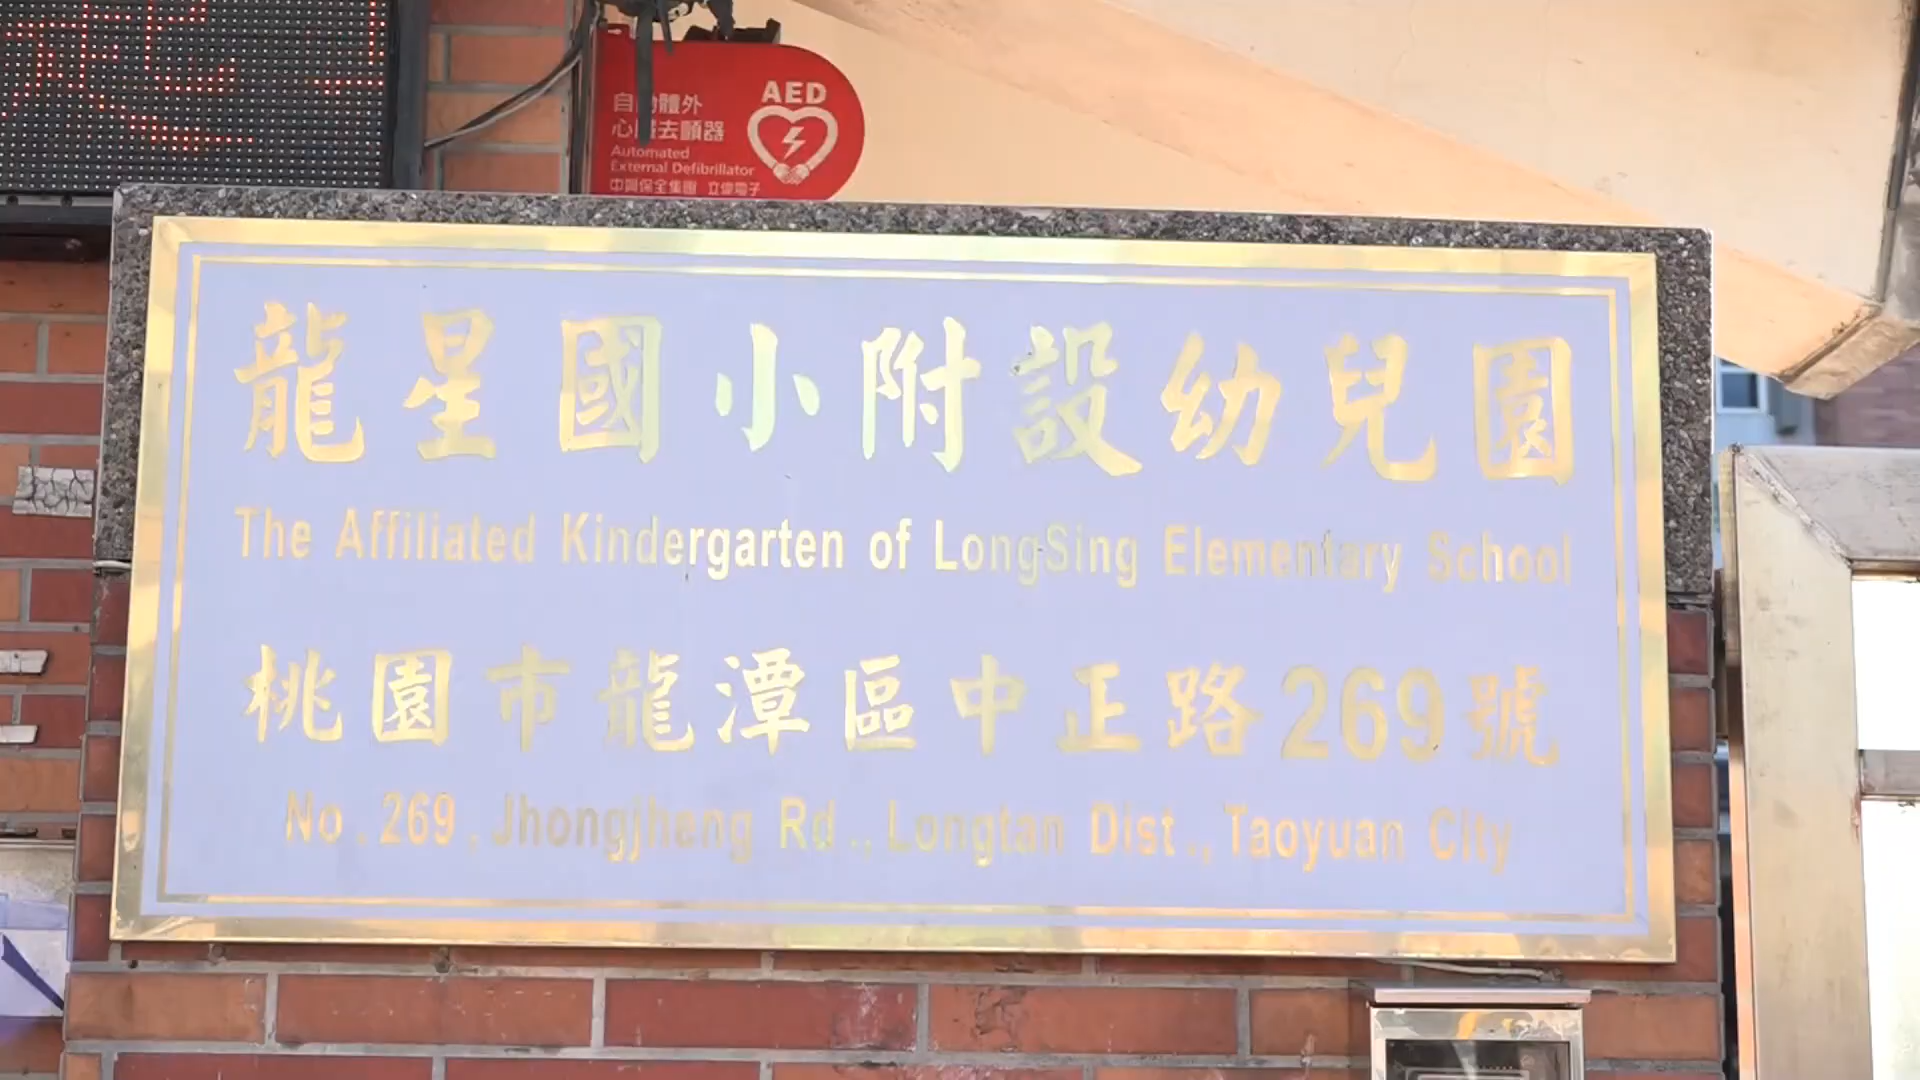 AED
自動體外
心臟去顫器
Automated
External Defibrillator
中興保全集團 立偉電子
龍星國小附設幼兒園
The Affiliated Kindergarten of LongSing Elementary School
桃園市龍潭區中正路269號
No.269,Jhongjheng Rd.,Longtan Dist.,Taoyuan City